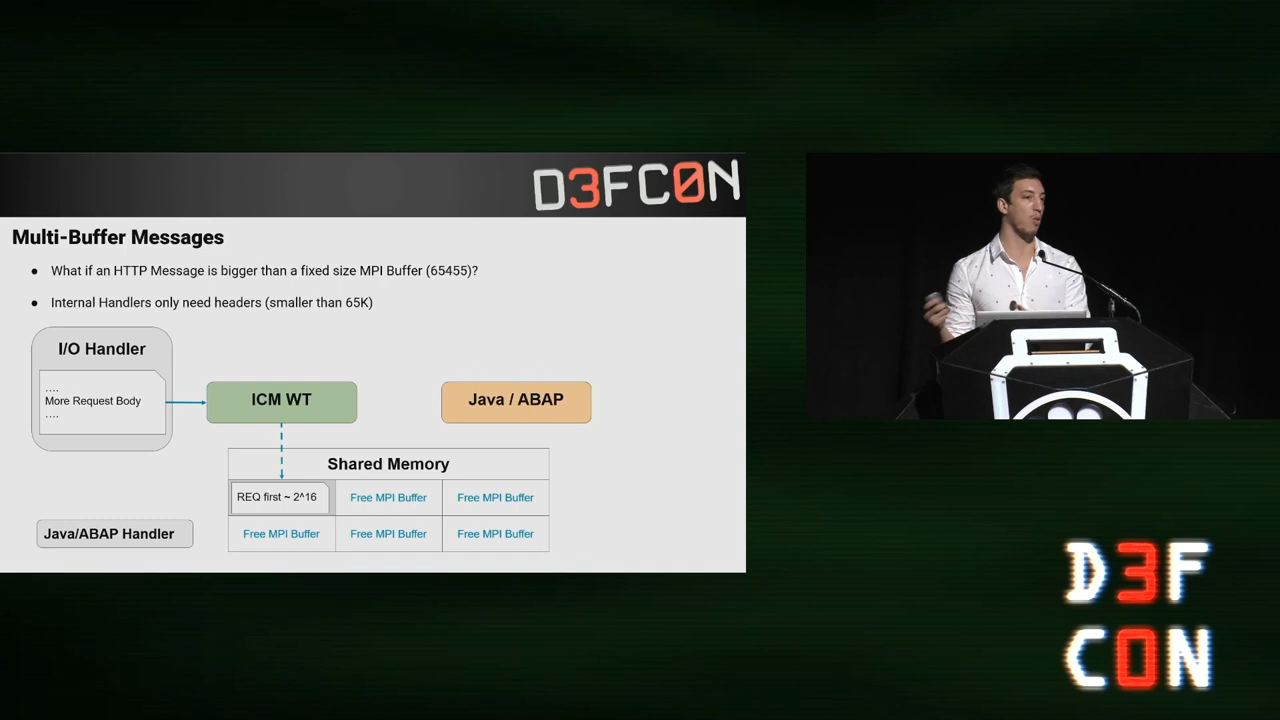 D3FC0N
Multi-Buffer Messages
● What if an HTTP Message is bigger than a fixed size MPI Buffer (65455)?
● Internal Handlers only need headers (smaller than 65K)
I/O Handler
....
More Request Body
....
ICM WT
Java / ABAP
Shared Memory
REQ first ~ 2^16
Free MPI Buffer
Free MPI Buffer
Free MPI Buffer
Free MPI Buffer
Free MPI Buffer
Java/ABAP Handler
D3F
C0N